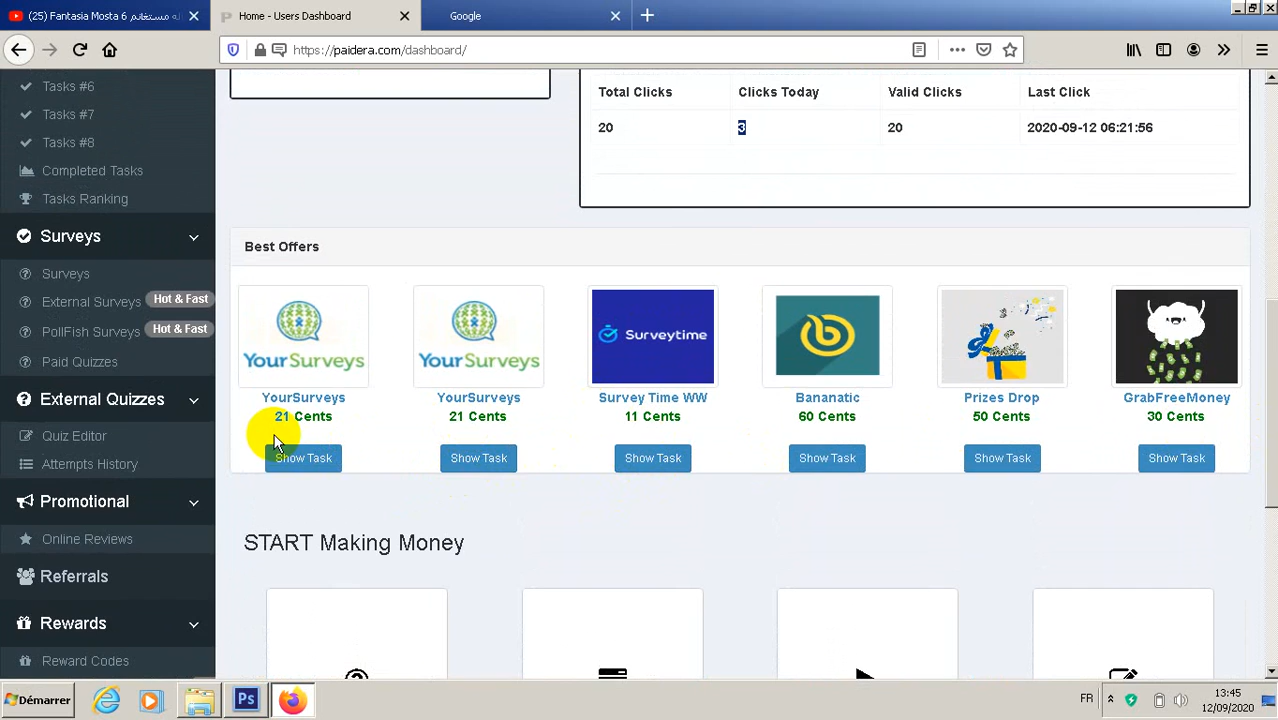 (25) Fantasia Mosta 6 له مستغانم
Home - Users Dashboard
Google
https://paidera.com/dashboard/
Tasks #6
Tasks #7
Tasks #8
Completed Tasks
Tasks Ranking
Surveys
Surveys
External Surveys
Hot & Fast
PollFish Surveys
Hot & Fast
Paid Quizzes
External Quizzes
Quiz Editor
Attempts History
Promotional
Online Reviews
Referrals
Rewards
Reward Codes
Total Clicks Clicks Today Valid Clicks Last Click
20 3 20 2020-09-12 06:21:56
Best Offers
YourSurveys YourSurveys Surveytime
YourSurveys YourSurveys Survey Time WW Bananatic Prizes Drop GrabFreeMoney
21 Cents 21 Cents 11 Cents 60 Cents 50 Cents 30 Cents
Show Task Show Task Show Task Show Task Show Task Show Task
START Making Money
Démarrer
Ps
FR
13:45
12/09/2020